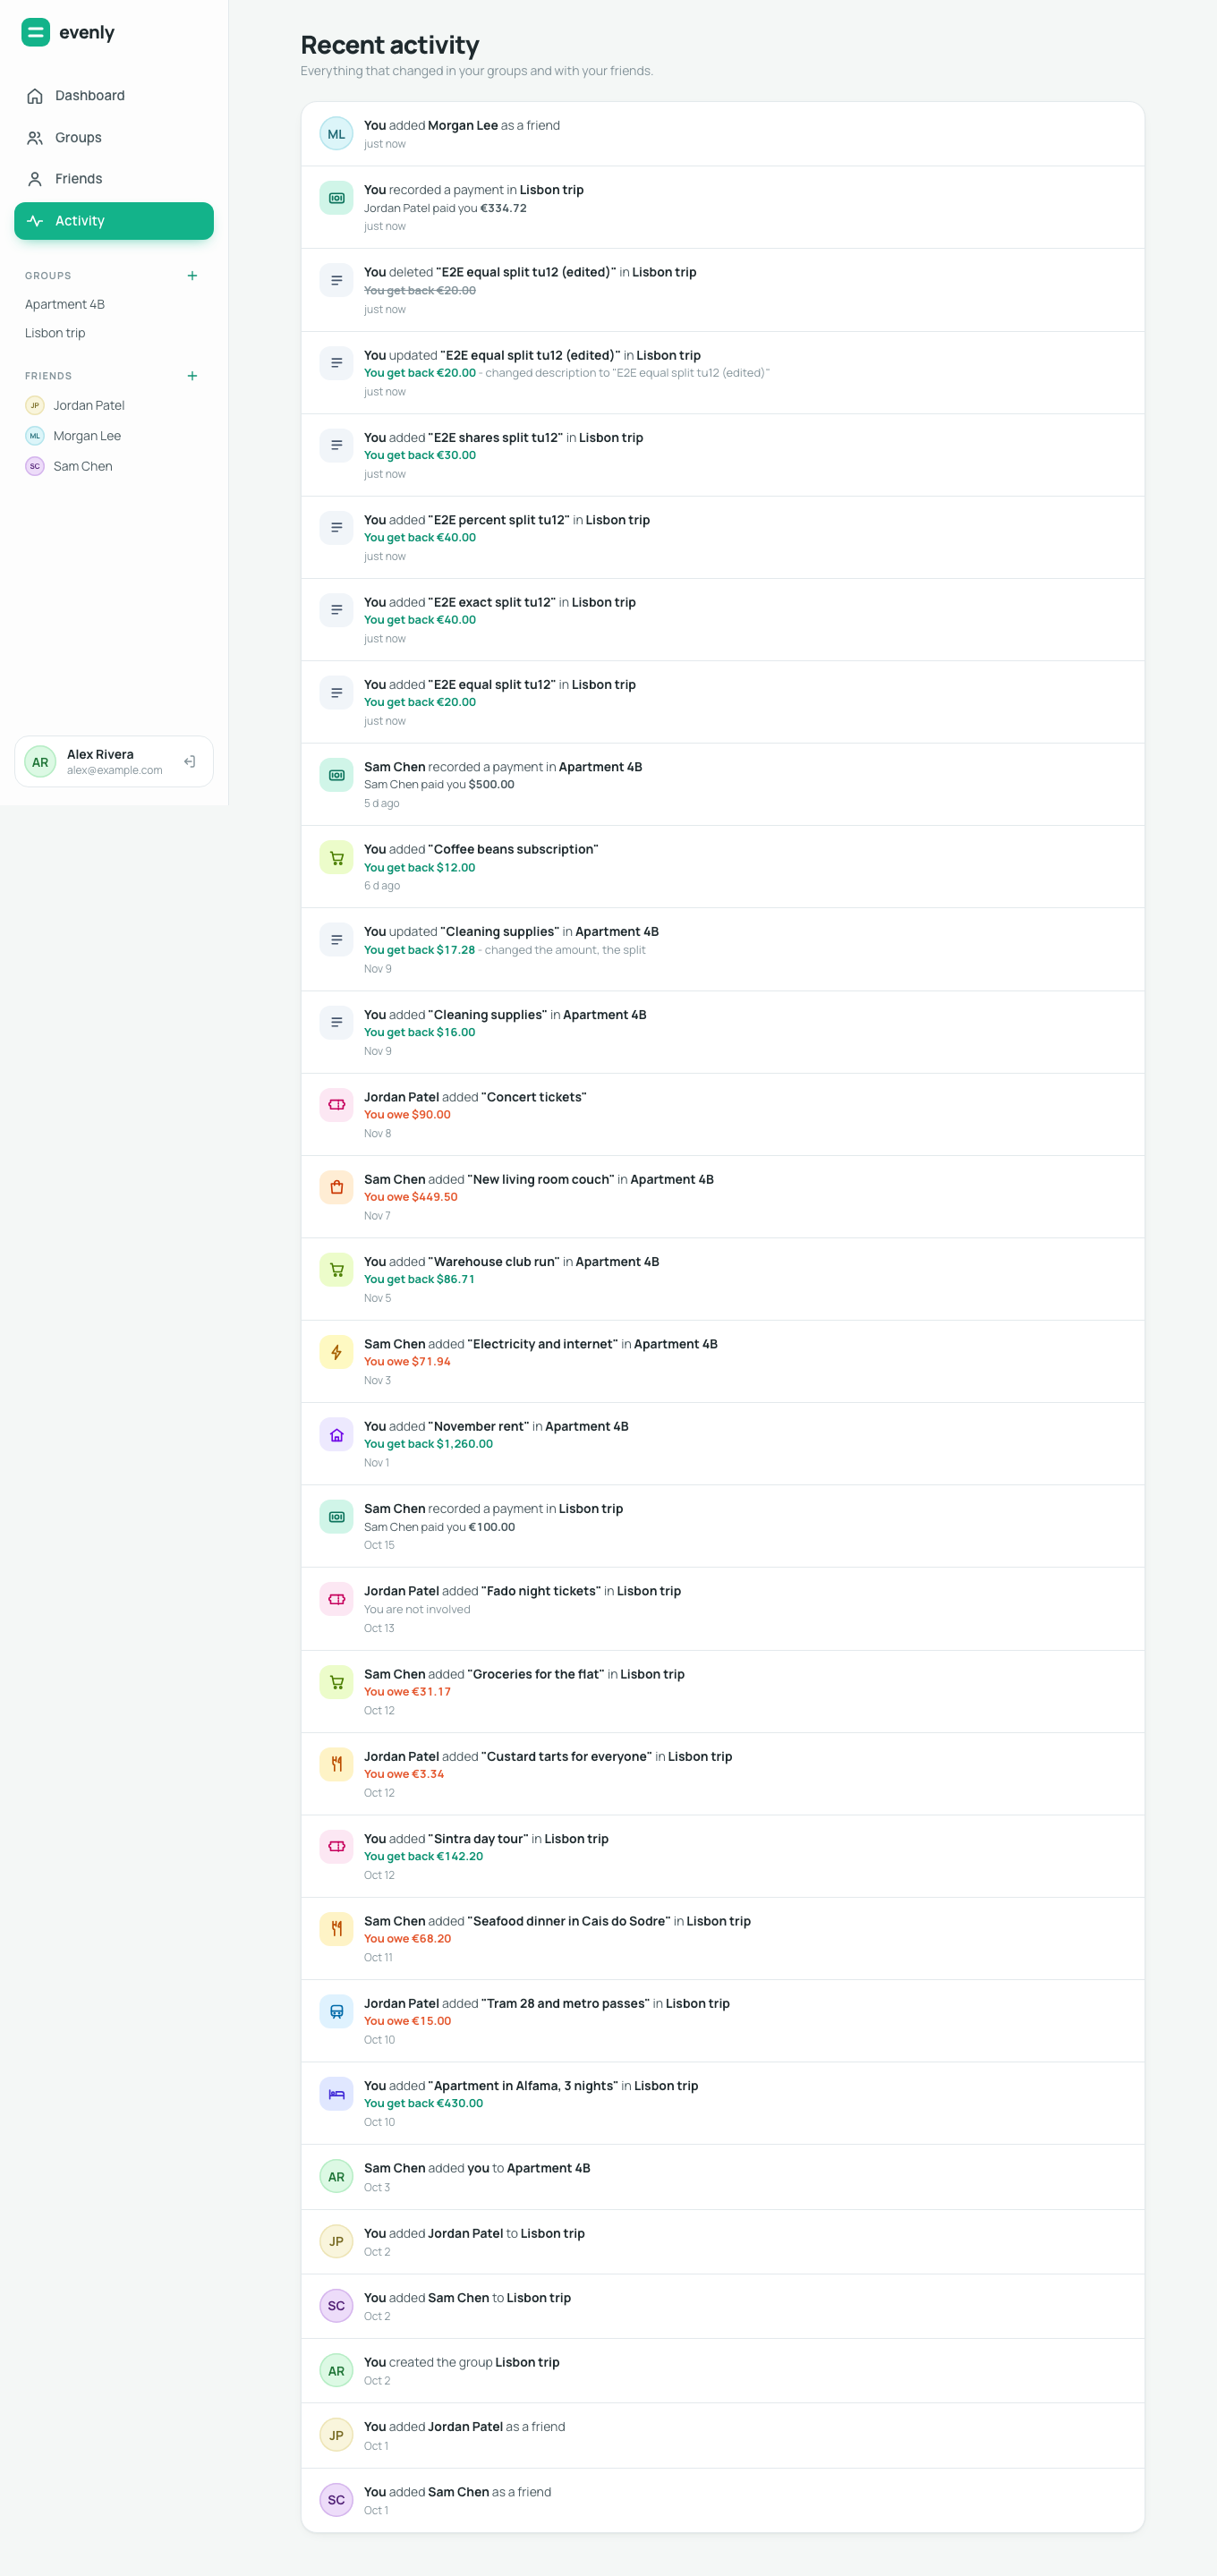 evenly
Dashboard
Groups
Friends
Activity
GROUPS
Apartment 4B
Lisbon trip
FRIENDS
JP Jordan Patel
ML Morgan Lee
SC Sam Chen
AR
Alex Rivera
alex@example.com
Recent activity
Everything that changed in your groups and with your friends.
ML
You added Morgan Lee as a friend
just now
You recorded a payment in Lisbon trip
Jordan Patel paid you €334.72
just now
You deleted "E2E equal split tu12 (edited)" in Lisbon trip
You get back €20.00
just now
You updated "E2E equal split tu12 (edited)" in Lisbon trip
You get back €20.00 - changed description to "E2E equal split tu12 (edited)"
just now
You added "E2E shares split tu12" in Lisbon trip
You get back €30.00
just now
You added "E2E percent split tu12" in Lisbon trip
You get back €40.00
just now
You added "E2E exact split tu12" in Lisbon trip
You get back €40.00
just now
You added "E2E equal split tu12" in Lisbon trip
You get back €20.00
just now
Sam Chen recorded a payment in Apartment 4B
Sam Chen paid you $500.00
5 d ago
You added "Coffee beans subscription"
You get back $12.00
6 d ago
You updated "Cleaning supplies" in Apartment 4B
You get back $17.28 - changed the amount, the split
Nov 9
You added "Cleaning supplies" in Apartment 4B
You get back $16.00
Nov 9
Jordan Patel added "Concert tickets"
You owe $90.00
Nov 8
Sam Chen added "New living room couch" in Apartment 4B
You owe $449.50
Nov 7
You added "Warehouse club run" in Apartment 4B
You get back $86.71
Nov 5
Sam Chen added "Electricity and internet" in Apartment 4B
You owe $71.94
Nov 3
You added "November rent" in Apartment 4B
You get back $1,260.00
Nov 1
Sam Chen recorded a payment in Lisbon trip
Sam Chen paid you €100.00
Oct 15
Jordan Patel added "Fado night tickets" in Lisbon trip
You are not involved
Oct 13
Sam Chen added "Groceries for the flat" in Lisbon trip
You owe €31.17
Oct 12
Jordan Patel added "Custard tarts for everyone" in Lisbon trip
You owe €3.34
Oct 12
You added "Sintra day tour" in Lisbon trip
You get back €142.20
Oct 12
Sam Chen added "Seafood dinner in Cais do Sodre" in Lisbon trip
You owe €68.20
Oct 11
Jordan Patel added "Tram 28 and metro passes" in Lisbon trip
You owe €15.00
Oct 10
You added "Apartment in Alfama, 3 nights" in Lisbon trip
You get back €430.00
Oct 10
AR
Sam Chen added you to Apartment 4B
Oct 3
JP
You added Jordan Patel to Lisbon trip
Oct 2
SC
You added Sam Chen to Lisbon trip
Oct 2
AR
You created the group Lisbon trip
Oct 2
JP
You added Jordan Patel as a friend
Oct 1
SC
You added Sam Chen as a friend
Oct 1